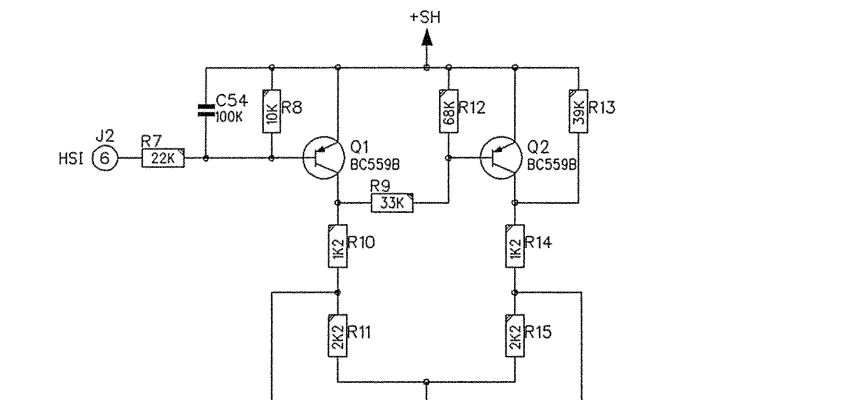 +SH
C54
100K
R8
10K
R12
68K
R13
39K
J2
HSI 6
R7
22K
Q1
BC559B
Q2
BC559B
R9
33K
R10
1K2
R14
1K2
R11
2K2
R15
2K2